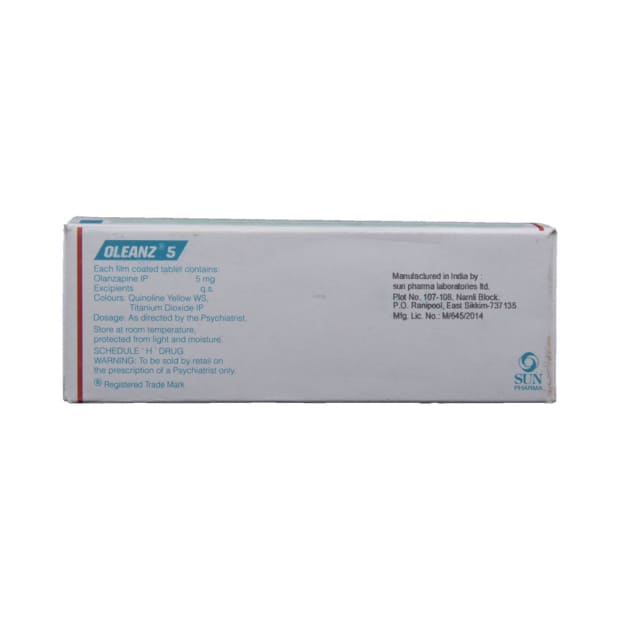 OLEANZ® 5
Each film coated tablet contains:
Olanzapine IP 5 mg
Excipients q.s.
Colours: Quinoline Yellow WS,
Titanium Dioxide IP
Dosage: As directed by the Psychiatrist.
Store at room temperature,
protected from light and moisture.
SCHEDULE ' H ' DRUG
WARNING: To be sold by retail on
the prescription of a Psychiatrist only.
® Registered Trade Mark
Manufactured in India by :
sun pharma laboratories ltd.
Plot No. 107-108, Namli Block,
P.O. Ranipool, East Sikkim-737135
Mfg. Lic. No.: M/645/2014
SUN
PHARMA